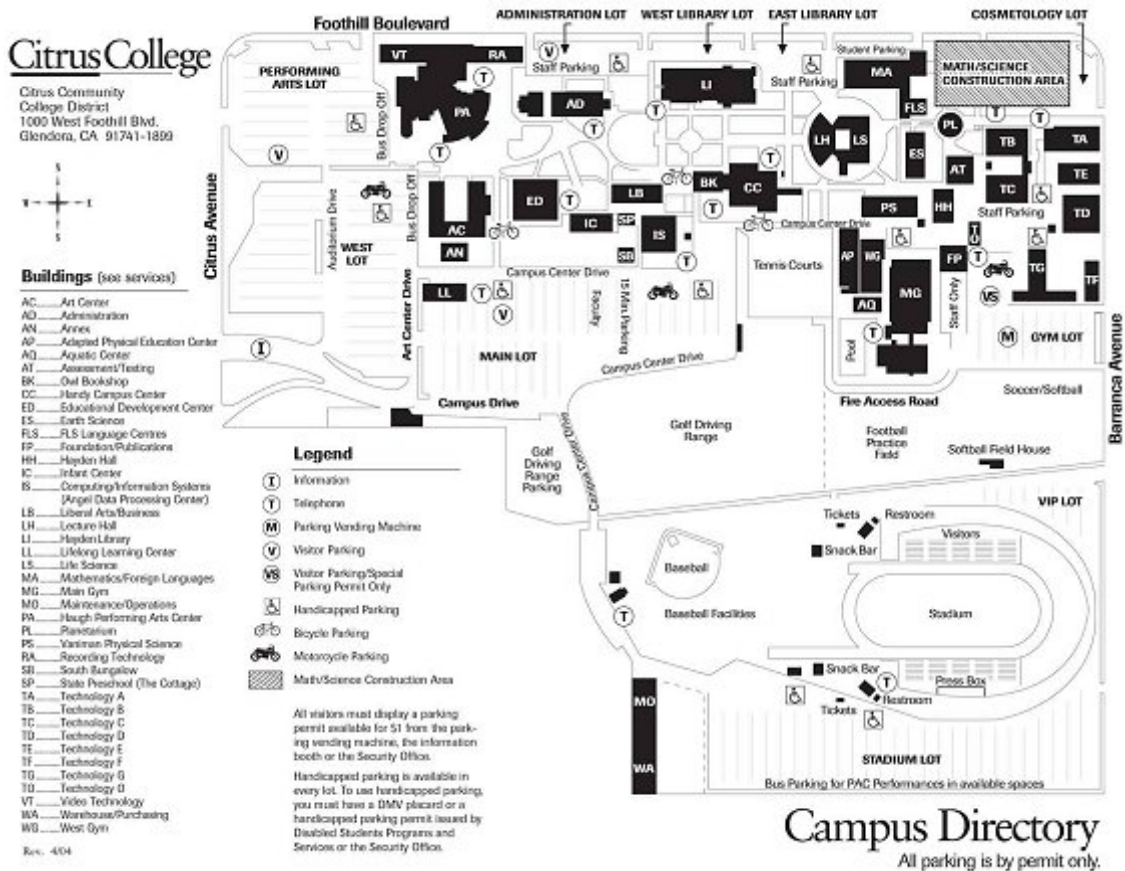 Citrus College
Citrus Community
College District
1000 West Foothill Blvd.
Glendora, CA 91741-1899
Buildings (see services)
AC Art Center
AD Administration
AN Annex
AP Adapted Physical Education Center
AQ Aquatic Center
AT Assessment/Testing
BK Owl Bookshop
CC Handy Campus Center
ED Educational Development Center
ES Earth Science
FLS FLS Language Centres
FP Foundation/Publications
HH Hayden Hall
IC Infant Center
IS Computing/Information Systems
(Angel Data Processing Center)
LB Liberal Arts/Business
LH Lecture Hall
LI Hayden Library
LL Lifelong Learning Center
LS Life Science
MA Mathematics/Foreign Languages
MG Main Gym
MO Maintenance/Operations
PA Haugh Performing Arts Center
PL Planetarium
PS Vaniman Physical Science
RA Recording Technology
SB South Bungalow
SP State Preschool (The Cottage)
TA Technology A
TB Technology B
TC Technology C
TD Technology D
TE Technology E
TF Technology F
TG Technology G
TO Technology O
VT Video Technology
WA Warehouse/Purchasing
WG West Gym
Rev. 4/04
Foothill Boulevard
ADMINISTRATION LOT
WEST LIBRARY LOT
EAST LIBRARY LOT
COSMETOLOGY LOT
PERFORMING
ARTS LOT
VT
RA
V
Staff Parking
Student Parking
Staff Parking
MATH/SCIENCE
CONSTRUCTION AREA
Bus Drop Off
PA
T
AD
T
LI
T
MA
FLS
PL
T
T
LH
LS
ES
TB
TA
V
T
T
AT
TE
Citrus Avenue
Auditorium Drive
WEST
LOT
Bus Drop Off
AC
AN
ED
T
LB
IC
SP
SB
IS
T
BK
CC
T
Campus Center Drive
PS
HH
TC
Staff Parking
TD
TO
T
Campus Center Drive
Tennis Courts
AP
WG
AQ
MG
FP
TG
TF
VS
Art Center Drive
LL
T
V
Faculty
15 Min. Parking
MAIN LOT
Campus Center Drive
Pool
T
Staff Only
M
GYM LOT
Barranca Avenue
I
Campus Drive
Fire Access Road
Soccer/Softball
Campus Center Drive
Golf Driving
Range
Football
Practice
Field
Softball Field House
Golf
Driving
Range
Parking
VIP LOT
Tickets
Restroom
Visitors
Snack Bar
Baseball
Baseball Facilities
T
Stadium
Snack Bar
T
Press Box
Restroom
Tickets
MO
WA
STADIUM LOT
Bus Parking for PAC Performances in available spaces
Legend
I Information
T Telephone
M Parking Vending Machine
V Visitor Parking
VS Visitor Parking/Special
Parking Permit Only
Handicapped Parking
Bicycle Parking
Motorcycle Parking
Math/Science Construction Area
All visitors must display a parking
permit available for $1 from the park-
ing vending machine, the information
booth or the Security Office.
Handicapped parking is available in
every lot. To use handicapped parking,
you must have a DMV placard or a
handicapped parking permit issued by
Disabled Students Programs and
Services or the Security Office.
Campus Directory
All parking is by permit only.